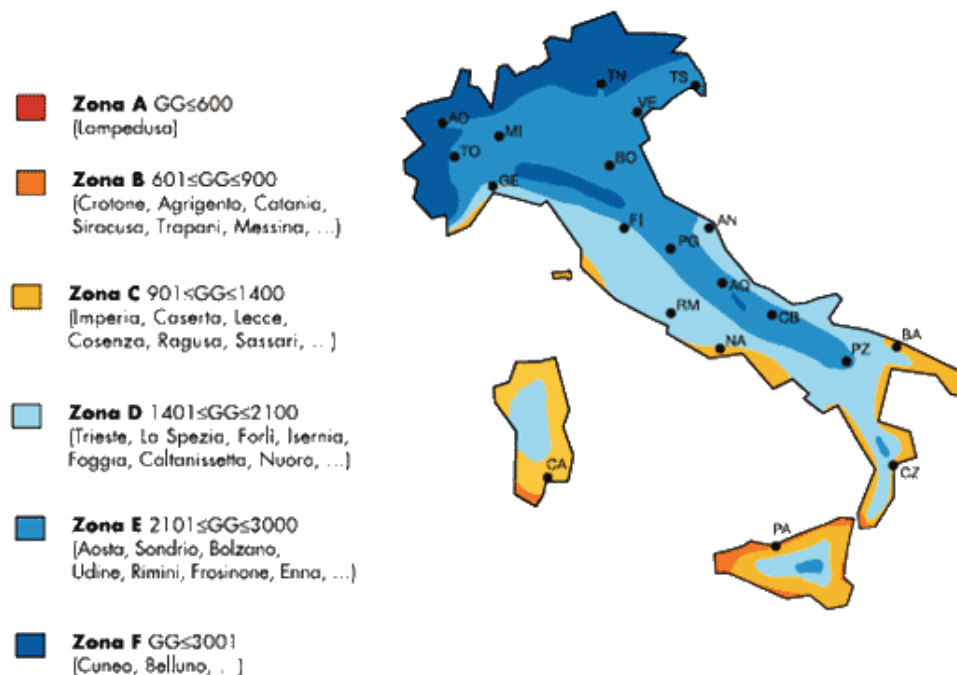 Zona A GG≤600
(Lampedusa)
Zona B 601≤GG≤900
(Crotone, Agrigento, Catania,
Siracusa, Trapani, Messina, ...)
Zona C 901≤GG≤1400
(Imperia, Caserta, Lecce,
Cosenza, Ragusa, Sassari, ...)
Zona D 1401≤GG≤2100
(Trieste, La Spezia, Forlì, Isernia,
Foggia, Caltanissetta, Nuoro, ...)
Zona E 2101≤GG≤3000
(Aosta, Sondrio, Bolzano,
Udine, Rimini, Frosinone, Enna, ...)
Zona F GG≤3001
(Cuneo, Belluno, ...)
TN
TS
VE
AO
MI
TO
BO
GE
FI
AN
PG
AQ
RM
CB
NA
BA
PZ
CA
CZ
PA